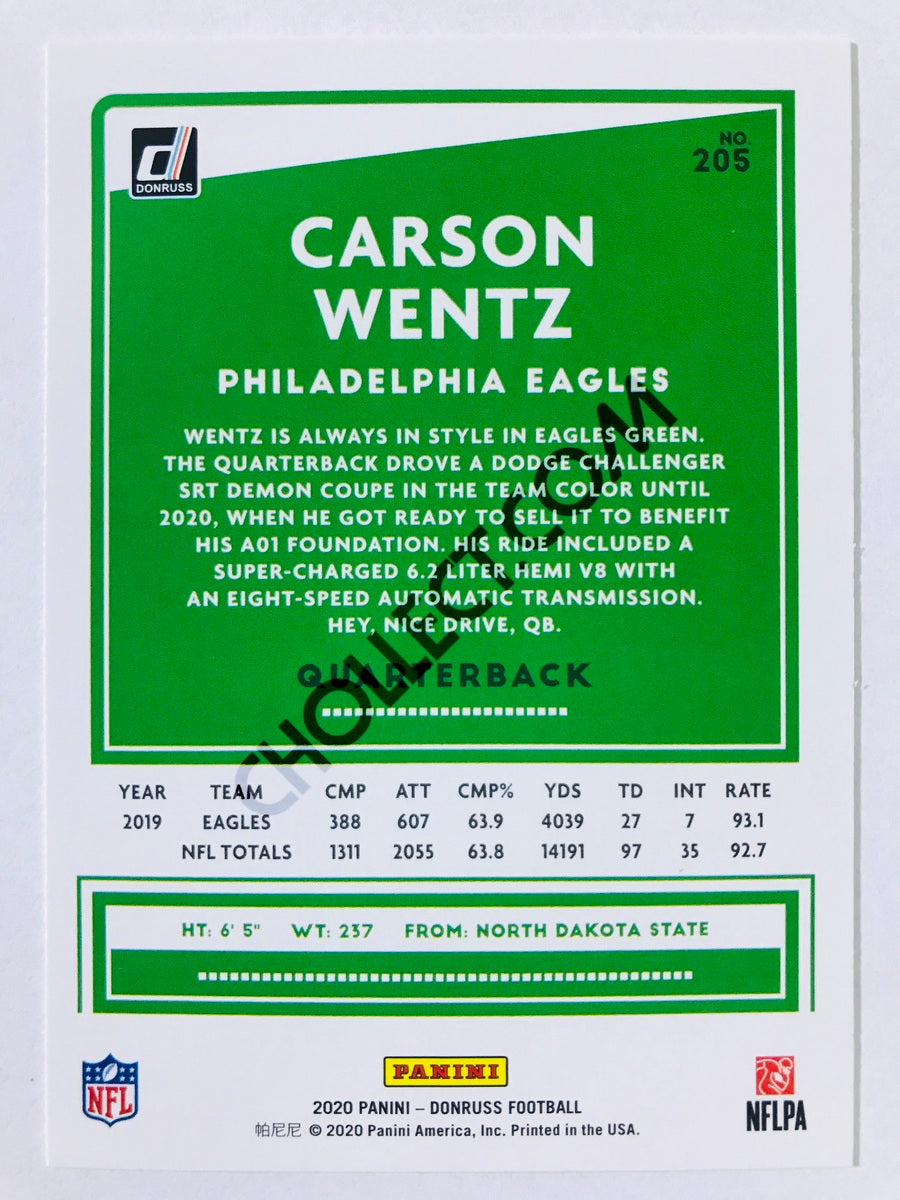 DONRUSS
NO.
205
CARSON
WENTZ
PHILADELPHIA EAGLES
WENTZ IS ALWAYS IN STYLE IN EAGLES GREEN.
THE QUARTERBACK DROVE A DODGE CHALLENGER
SRT DEMON COUPE IN THE TEAM COLOR UNTIL
2020, WHEN HE GOT READY TO SELL IT TO BENEFIT
HIS A01 FOUNDATION. HIS RIDE INCLUDED A
SUPER-CHARGED 6.2 LITER HEMI V8 WITH
AN EIGHT-SPEED AUTOMATIC TRANSMISSION.
HEY, NICE DRIVE, QB.
QUARTERBACK
CHOLLECT.COM
YEAR TEAM CMP ATT CMP% YDS TD INT RATE
2019 EAGLES 388 607 63.9 4039 27 7 93.1
NFL TOTALS 1311 2055 63.8 14191 97 35 92.7
HT: 6' 5" WT: 237 FROM: NORTH DAKOTA STATE
NFL
PANINI
NFLPA
2020 PANINI – DONRUSS FOOTBALL
帕尼尼 © 2020 Panini America, Inc. Printed in the USA.